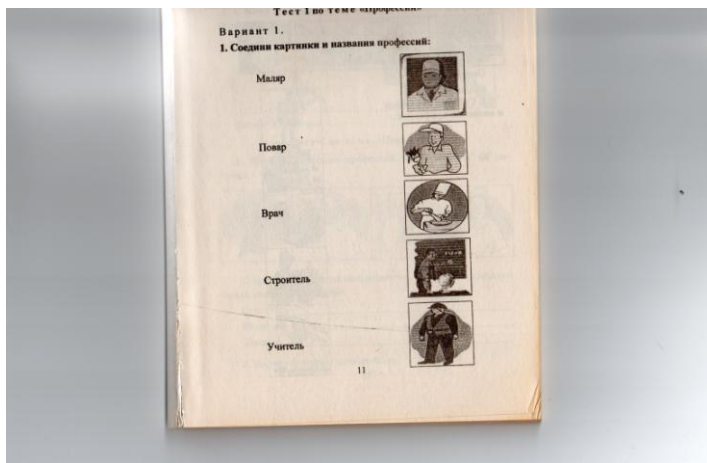 Тест 1 по теме «Профессии»
Вариант 1.
1. Соедини картинки и названия профессий:
Маляр
Повар
Врач
Строитель
Учитель
11